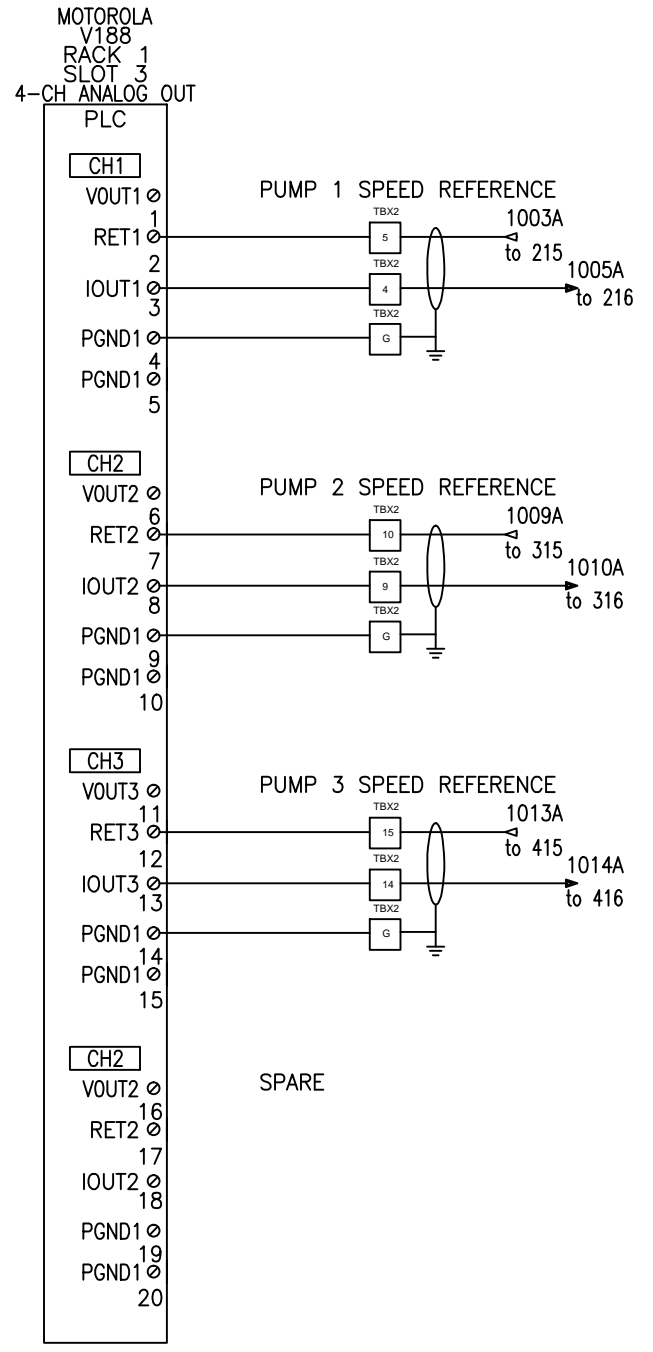 MOTOROLA
V188
RACK 1
SLOT 3
4-CH ANALOG OUT
PLC
CH1
PUMP 1 SPEED REFERENCE
VOUT1
1
TBX2
1003A
RET1
5
to 215
2
TBX2
1005A
IOUT1
4
to 216
3
TBX2
PGND1
G
4
PGND1
5
CH2
PUMP 2 SPEED REFERENCE
VOUT2
6
TBX2
1009A
RET2
10
to 315
7
TBX2
1010A
IOUT2
9
to 316
8
TBX2
PGND1
G
9
PGND1
10
CH3
PUMP 3 SPEED REFERENCE
VOUT3
11
TBX2
1013A
RET3
15
to 415
12
TBX2
1014A
IOUT3
14
to 416
13
TBX2
PGND1
G
14
PGND1
15
CH2
SPARE
VOUT2
16
RET2
17
IOUT2
18
PGND1
19
PGND1
20